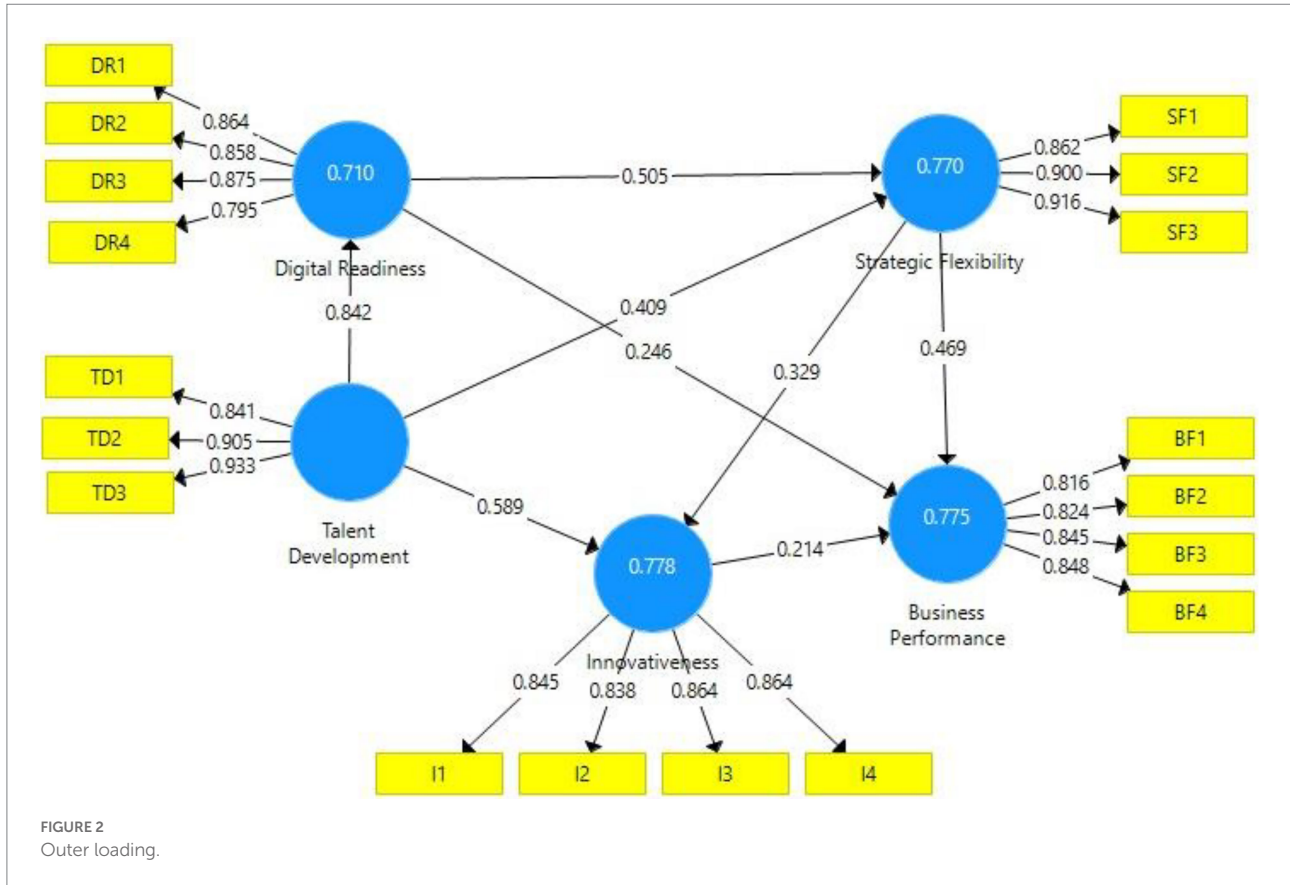 DR1
DR2
DR3
DR4
0.864
0.858
0.875
0.795
0.710
Digital Readiness
0.505
0.770
Strategic Flexibility
0.862
0.900
0.916
SF1
SF2
SF3
0.842
0.409
0.246
0.329
0.469
TD1
TD2
TD3
0.841
0.905
0.933
Talent
Development
0.589
0.778
Innovativeness
0.214
0.775
Business
Performance
0.816
0.824
0.845
0.848
BF1
BF2
BF3
BF4
0.845
0.838
0.864
0.864
I1
I2
I3
I4
FIGURE 2
Outer loading.